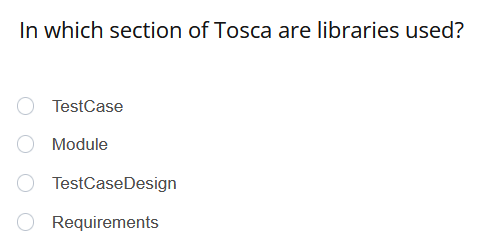 In which section of Tosca are libraries used?
TestCase
Module
TestCaseDesign
Requirements